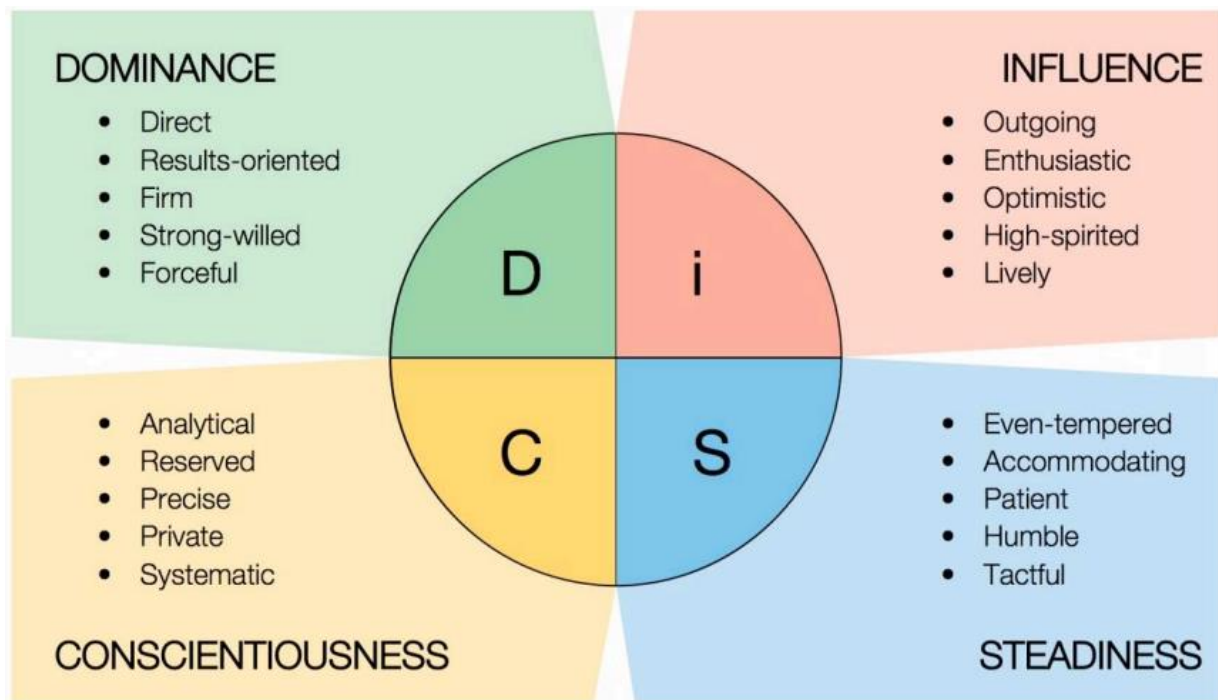 DOMINANCE
• Direct
• Results-oriented
• Firm
• Strong-willed
• Forceful
INFLUENCE
• Outgoing
• Enthusiastic
• Optimistic
• High-spirited
• Lively
D
i
C
S
• Analytical
• Reserved
• Precise
• Private
• Systematic
CONSCIENTIOUSNESS
• Even-tempered
• Accommodating
• Patient
• Humble
• Tactful
STEADINESS